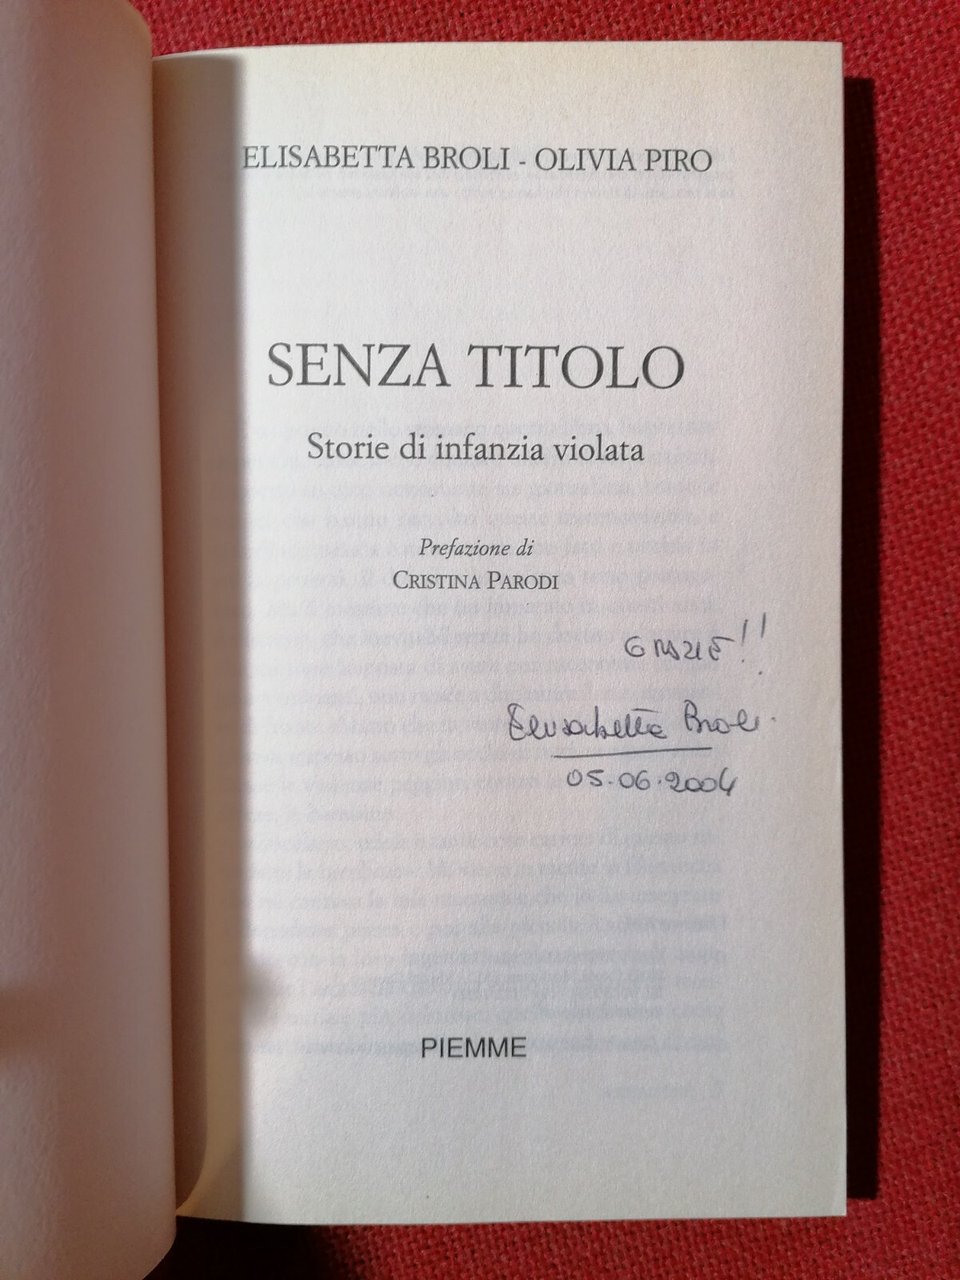 ELISABETTA BROLI - OLIVIA PIRO
SENZA TITOLO
Storie di infanzia violata
Prefazione di
CRISTINA PARODI
GRAZIE!!
Elisabetta Broli
05.06.2004
PIEMME